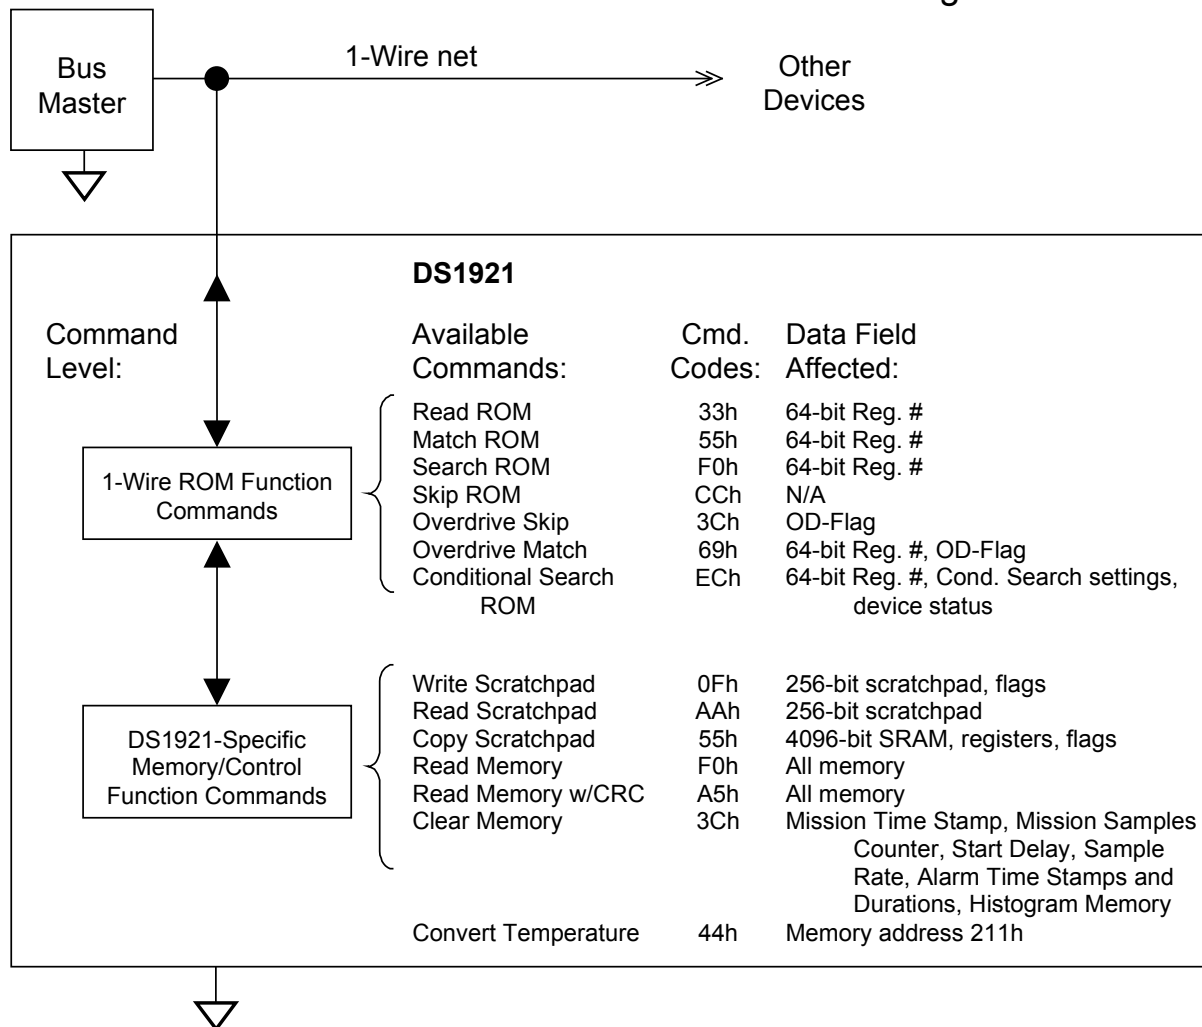 Bus
Master
1-Wire net
Other
Devices
DS1921
Command
Level:
Available
Commands:
Cmd.
Codes:
Data Field
Affected:
1-Wire ROM Function
Commands
Read ROM 33h 64-bit Reg. #
Match ROM 55h 64-bit Reg. #
Search ROM F0h 64-bit Reg. #
Skip ROM CCh N/A
Overdrive Skip 3Ch OD-Flag
Overdrive Match 69h 64-bit Reg. #, OD-Flag
Conditional Search ECh 64-bit Reg. #, Cond. Search settings,
ROM device status
DS1921-Specific
Memory/Control
Function Commands
Write Scratchpad 0Fh 256-bit scratchpad, flags
Read Scratchpad AAh 256-bit scratchpad
Copy Scratchpad 55h 4096-bit SRAM, registers, flags
Read Memory F0h All memory
Read Memory w/CRC A5h All memory
Clear Memory 3Ch Mission Time Stamp, Mission Samples
Counter, Start Delay, Sample
Rate, Alarm Time Stamps and
Durations, Histogram Memory
Convert Temperature 44h Memory address 211h